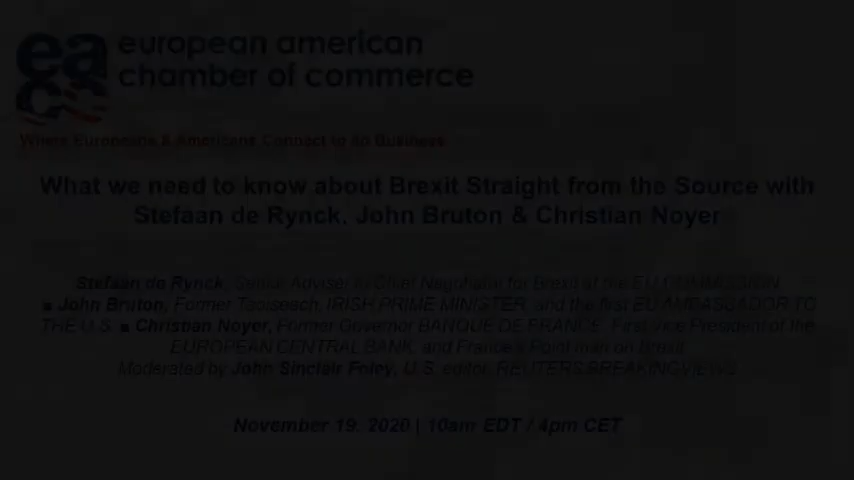 european american
chamber of commerce
Where Europeans & Americans Connect to do Business
What we need to know about Brexit Straight from the Source with
Stefaan de Rynck, John Bruton & Christian Noyer
Stefaan de Rynck, Senior Adviser to Chief Negotiator for Brexit at the EU COMMISSION
■ John Bruton, Former Taoiseach, IRISH PRIME MINISTER, and the first EU AMBASSADOR TO
THE U.S. ■ Christian Noyer, Former Governor BANQUE DE FRANCE, First Vice President of the
EUROPEAN CENTRAL BANK, and France's Point man on Brexit
Moderated by John Sinclair Foley, U.S. editor, REUTERS BREAKINGVIEWS
November 19, 2020 | 10am EDT / 4pm CET